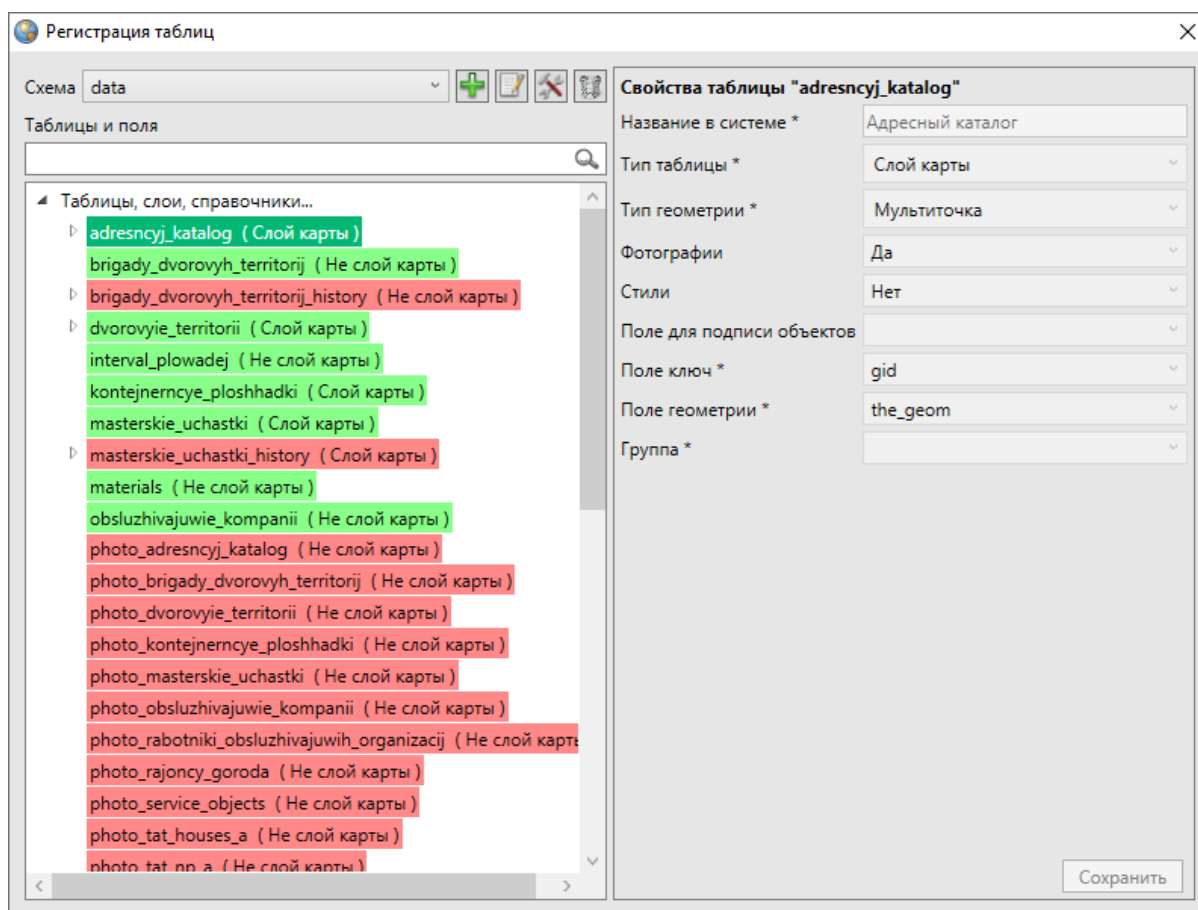 Регистрация таблиц
Схема data
Таблицы и поля
Таблицы, слои, справочники...
adresncyj_katalog ( Слой карты )
brigady_dvorovyh_territorij ( Не слой карты )
brigady_dvorovyh_territorij_history ( Не слой карты )
dvorovyie_territorii ( Слой карты )
interval_plowadej ( Не слой карты )
kontejnerncye_ploshhadki ( Слой карты )
masterskie_uchastki ( Слой карты )
masterskie_uchastki_history ( Слой карты )
materials ( Не слой карты )
obsluzhivajuwie_kompanii ( Не слой карты )
photo_adresncyj_katalog ( Не слой карты )
photo_brigady_dvorovyh_territorij ( Не слой карты )
photo_dvorovyie_territorii ( Не слой карты )
photo_kontejnerncye_ploshhadki ( Не слой карты )
photo_masterskie_uchastki ( Не слой карты )
photo_obsluzhivajuwie_kompanii ( Не слой карты )
photo_rabotniki_obsluzhivajuwih_organizacij ( Не слой карты
photo_rajoncy_goroda ( Не слой карты )
photo_service_objects ( Не слой карты )
photo_tat_houses_a ( Не слой карты )
photo_tat_np_a ( Не слой карты )
Свойства таблицы "adresncyj_katalog"
Название в системе * Адресный каталог
Тип таблицы * Слой карты
Тип геометрии * Мультиточка
Фотографии Да
Стили Нет
Поле для подписи объектов
Поле ключ * gid
Поле геометрии * the_geom
Группа *
Сохранить